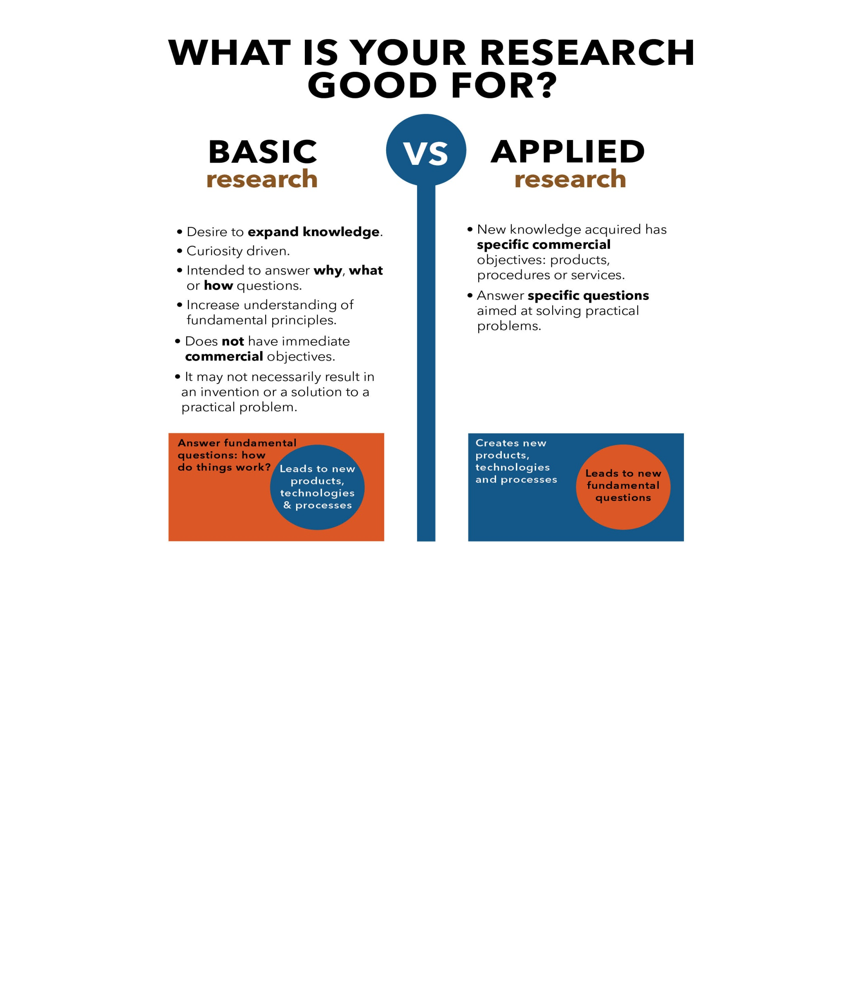 WHAT IS YOUR RESEARCH
GOOD FOR?
BASIC
research
VS
APPLIED
research
• Desire to expand knowledge.
• Curiosity driven.
• Intended to answer why, what
or how questions.
• Increase understanding of
fundamental principles.
• Does not have immediate
commercial objectives.
• It may not necessarily result in
an invention or a solution to a
practical problem.
• New knowledge acquired has
specific commercial
objectives: products,
procedures or services.
• Answer specific questions
aimed at solving practical
problems.
Answer fundamental
questions: how
do things work?
Leads to new
products,
technologies
& processes
Creates new
products,
technologies
and processes
Leads to new
fundamental
questions